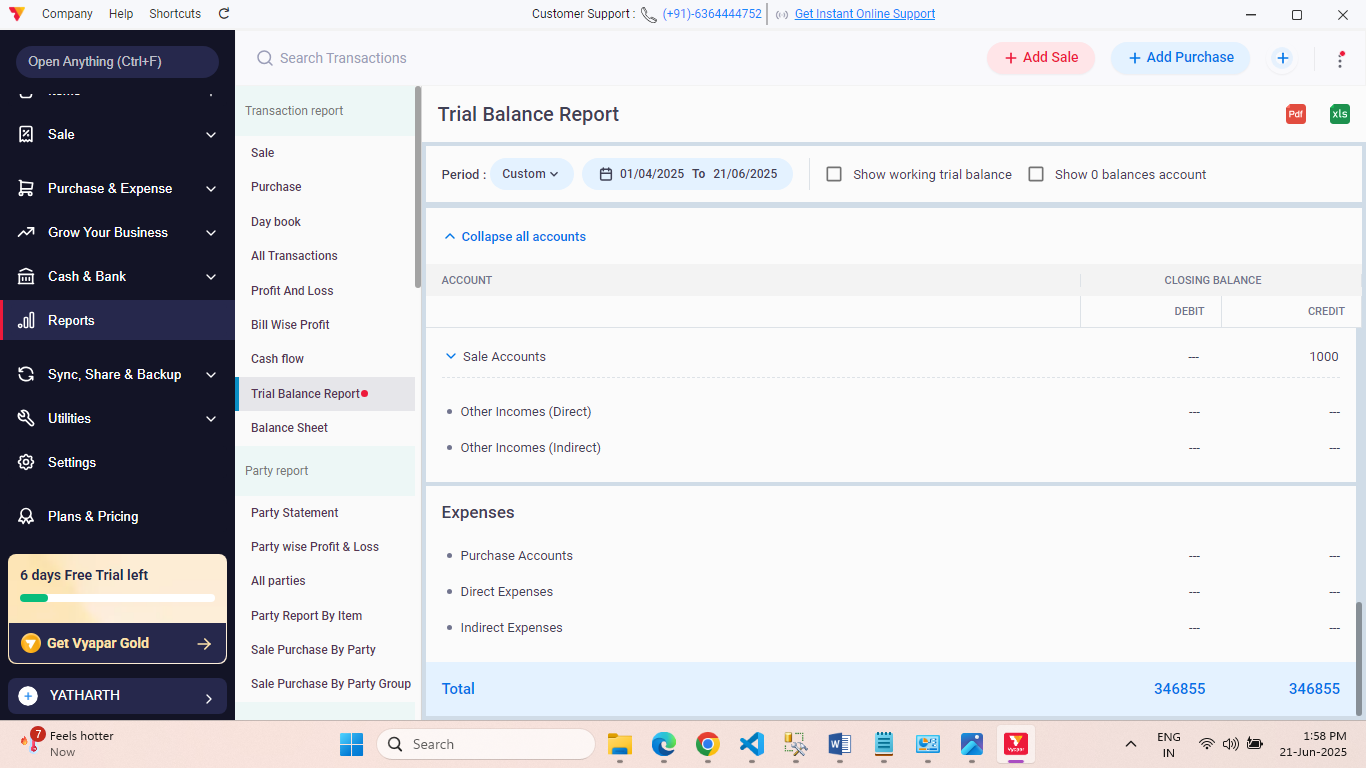 Company Help Shortcuts
Customer Support : (+91)-6364444752 Get Instant Online Support
Open Anything (Ctrl+F)
Items
Sale
Purchase & Expense
Grow Your Business
Cash & Bank
Reports
Sync, Share & Backup
Utilities
Settings
Plans & Pricing
6 days Free Trial left
Get Vyapar Gold
YATHARTH
Search Transactions
Add Sale
Add Purchase
Transaction report
Sale
Purchase
Day book
All Transactions
Profit And Loss
Bill Wise Profit
Cash flow
Trial Balance Report
Balance Sheet
Party report
Party Statement
Party wise Profit & Loss
All parties
Party Report By Item
Sale Purchase By Party
Sale Purchase By Party Group
Trial Balance Report
Pdf xls
Period : Custom 01/04/2025 To 21/06/2025 Show working trial balance Show 0 balances account
Collapse all accounts
ACCOUNT CLOSING BALANCE
DEBIT CREDIT
Sale Accounts --- 1000
Other Incomes (Direct) --- ---
Other Incomes (Indirect) --- ---
Expenses
Purchase Accounts --- ---
Direct Expenses --- ---
Indirect Expenses --- ---
Total 346855 346855
7
Feels hotter
Now
Search
Vyapar
ENG
IN
1:58 PM
21-Jun-2025